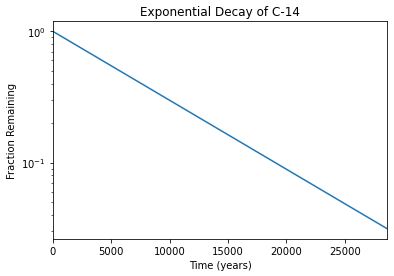 Exponential Decay of C-14
10⁰
10⁻¹
Fraction Remaining
0 5000 10000 15000 20000 25000
Time (years)